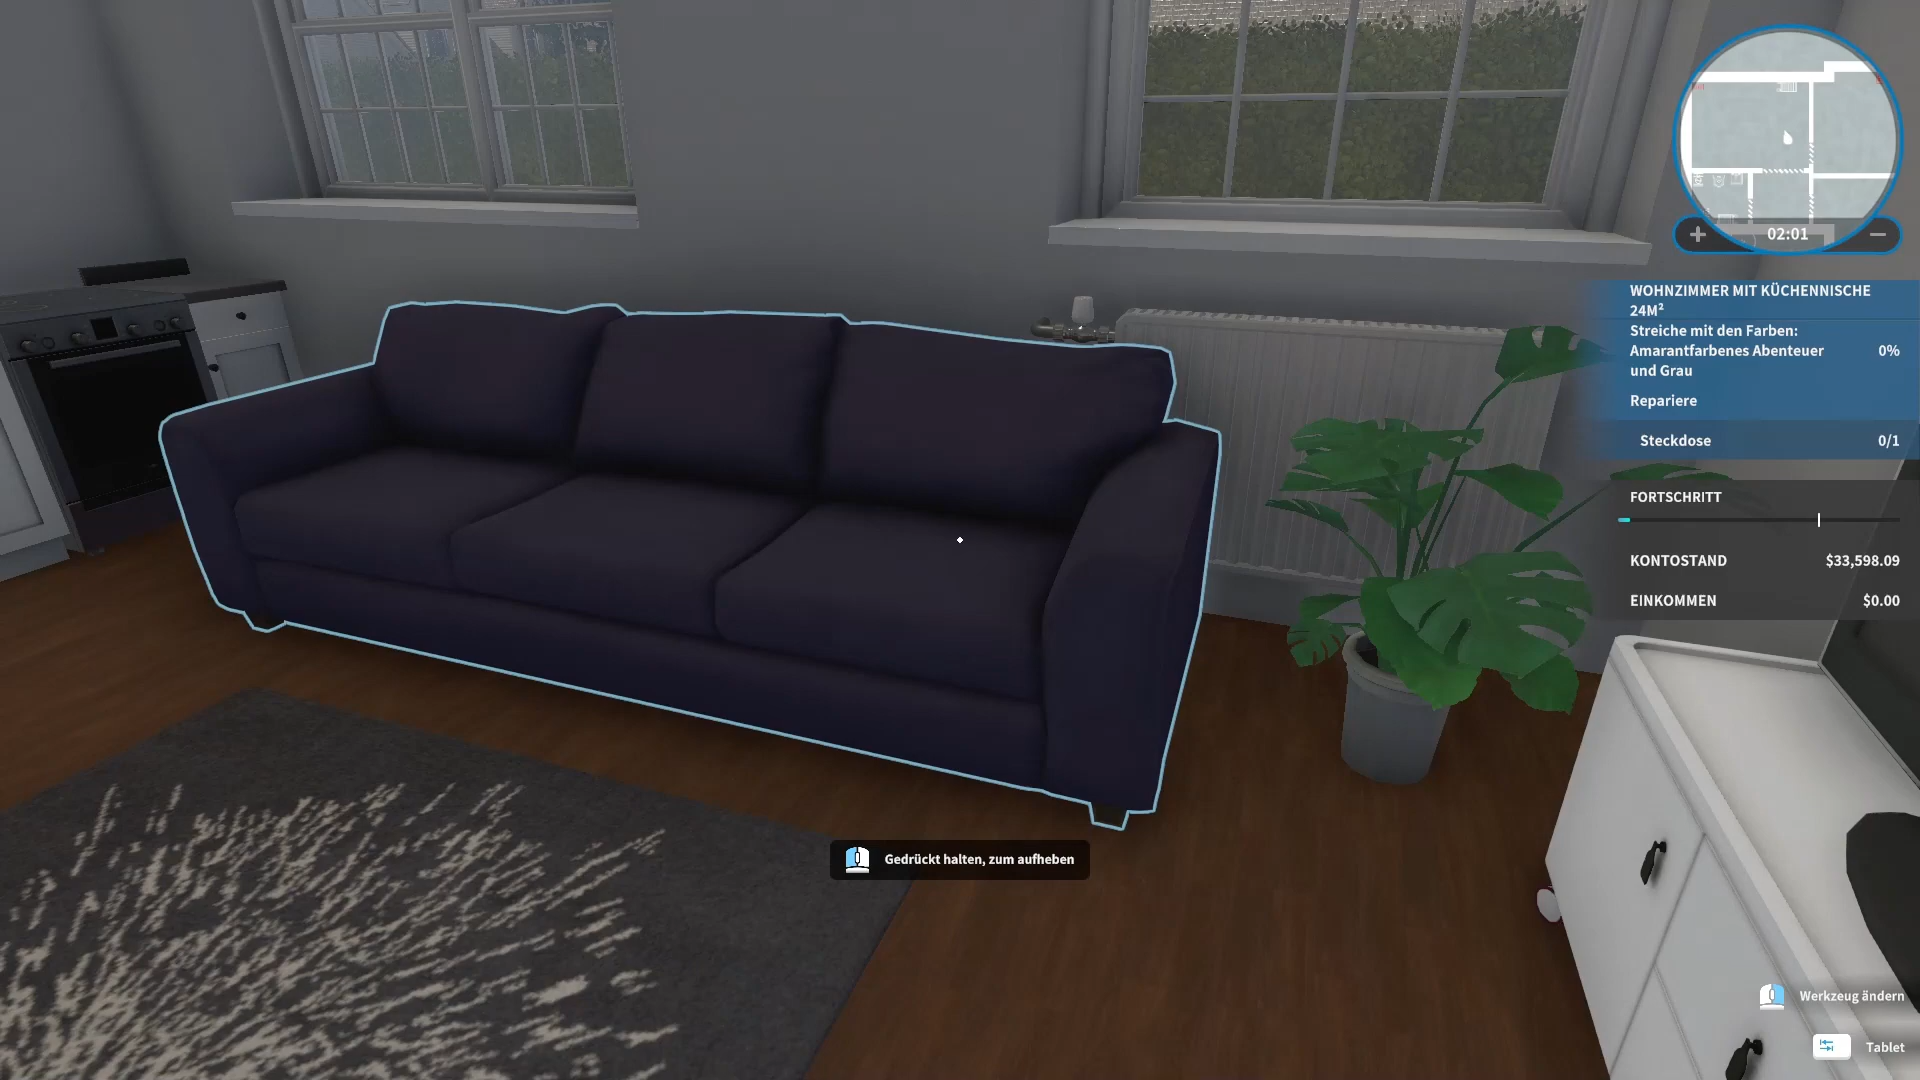 02:01
WOHNZIMMER MIT KÜCHENNISCHE
24M²
Streiche mit den Farben:
Amarantfarbenes Abenteuer 0%
und Grau
Repariere
Steckdose 0/1
FORTSCHRITT
KONTOSTAND $33,598.09
EINKOMMEN $0.00
Gedrückt halten, zum aufheben
Werkzeug ändern
Tablet